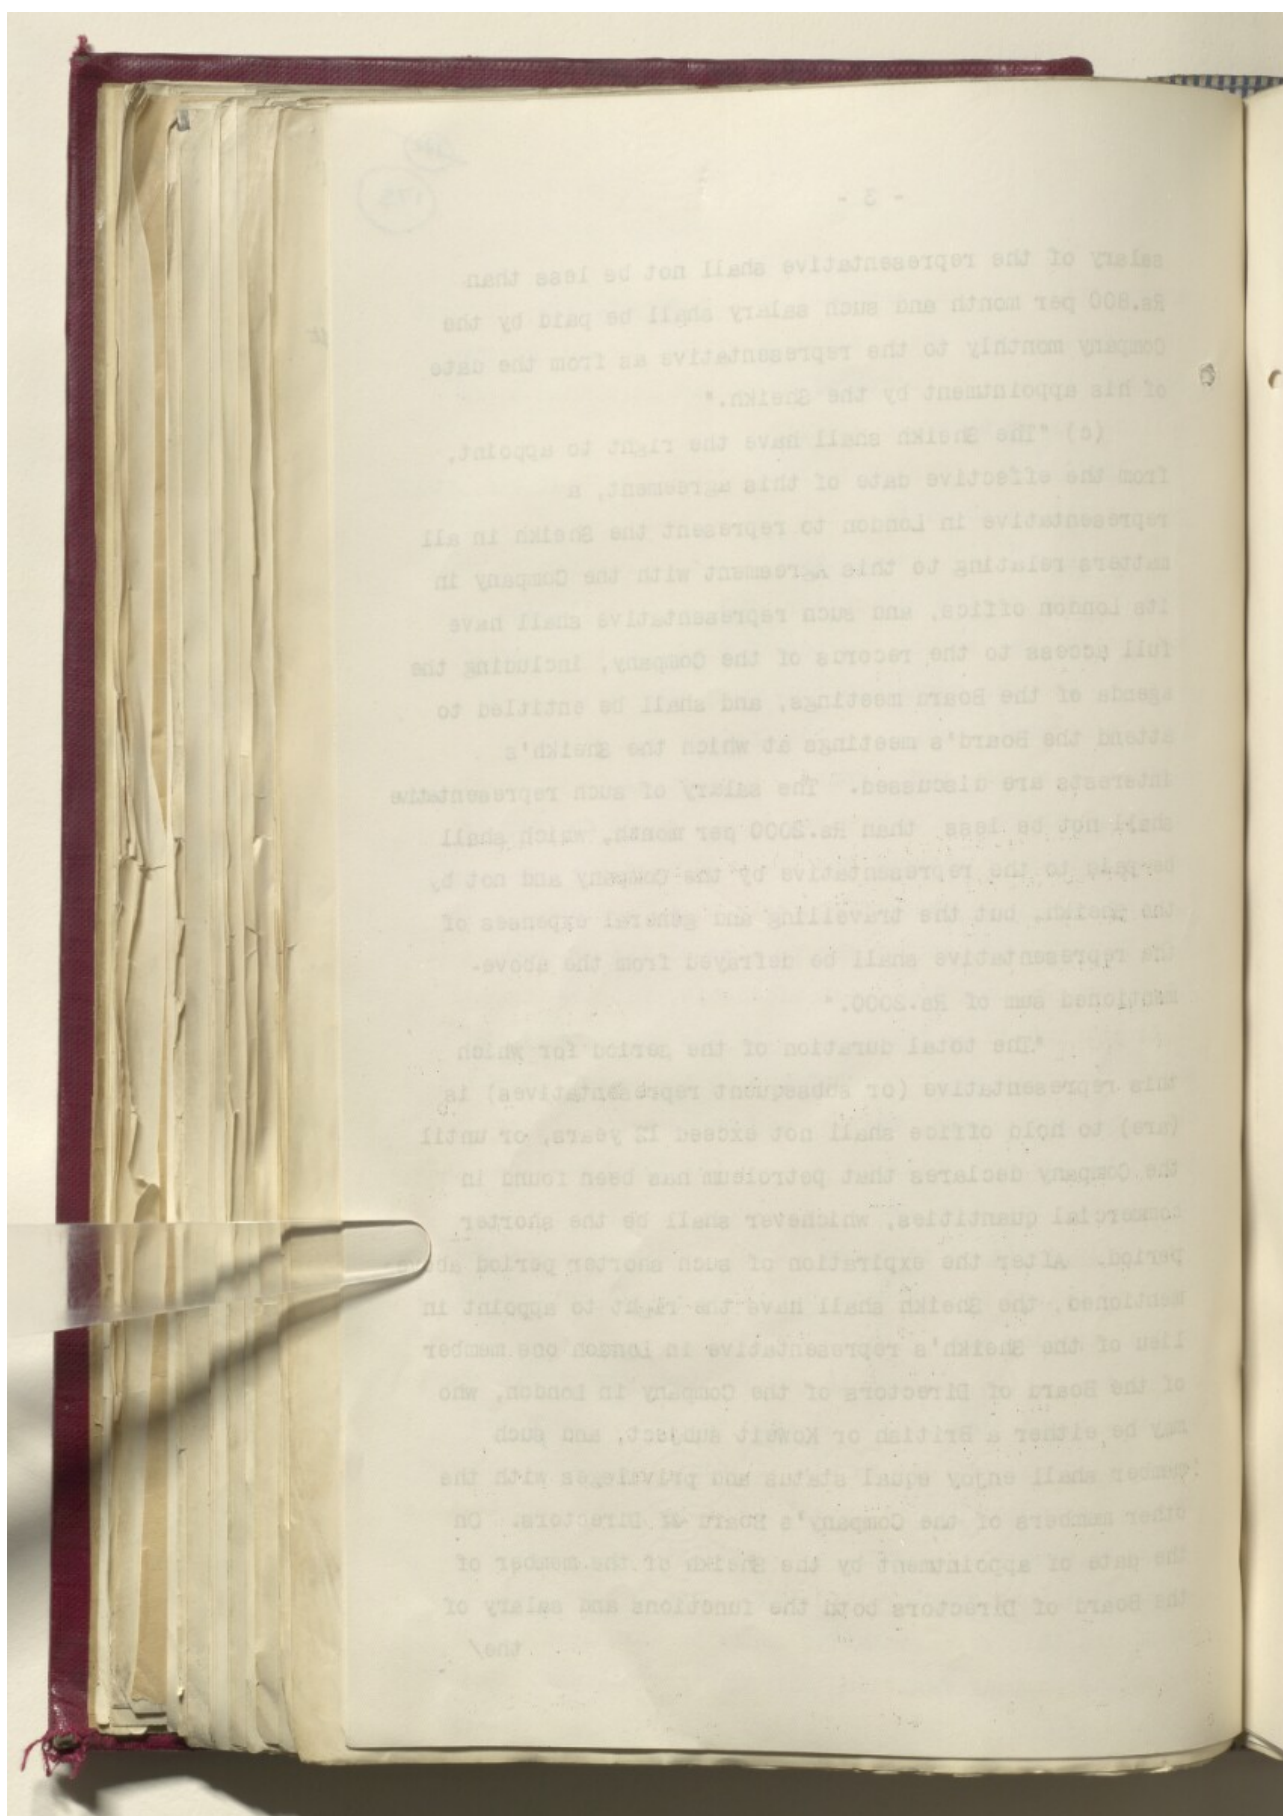 - 3 -
salary of the representative shall not be less than
Rs.800 per month and such salary shall be paid by the
Company monthly to the representative as from the date
of his appointment by the Sheikh."
(c) "The Sheikh shall have the right to appoint,
from the effective date of this agreement, a
representative in London to represent the Sheikh in all
matters relating to this Agreement with the Company in
its London office, and such representative shall have
full access to the records of the Company, including the
agenda of the Board meetings, and shall be entitled to
attend the Board's meetings at which the Sheikh's
interests are discussed. The salary of such representative
shall not be less than Rs.2000 per month, which shall
be paid to the representative by the Company and not by
the Sheikh, but the travelling and general expenses of
the representative shall be defrayed from the above-
mentioned sum of Rs.2000."
"The total duration of the period for which
this representative (or subsequent representatives) is
(are) to hold office shall not exceed 12 years, or until
the Company declares that petroleum has been found in
commercial quantities, whichever shall be the shorter
period. After the expiration of such shorter period
mentioned, the Sheikh shall have the right to appoint in
lieu of the Sheikh's representative in London one member
of the Board of Directors of the Company in London, who
may be either a British or Koweit subject, and such
member shall enjoy equal status and privileges with the
other members of the Company's Board of Directors. On
the date of appointment by the Sheikh of the member of
the Board of Directors both the functions and salary of
the/